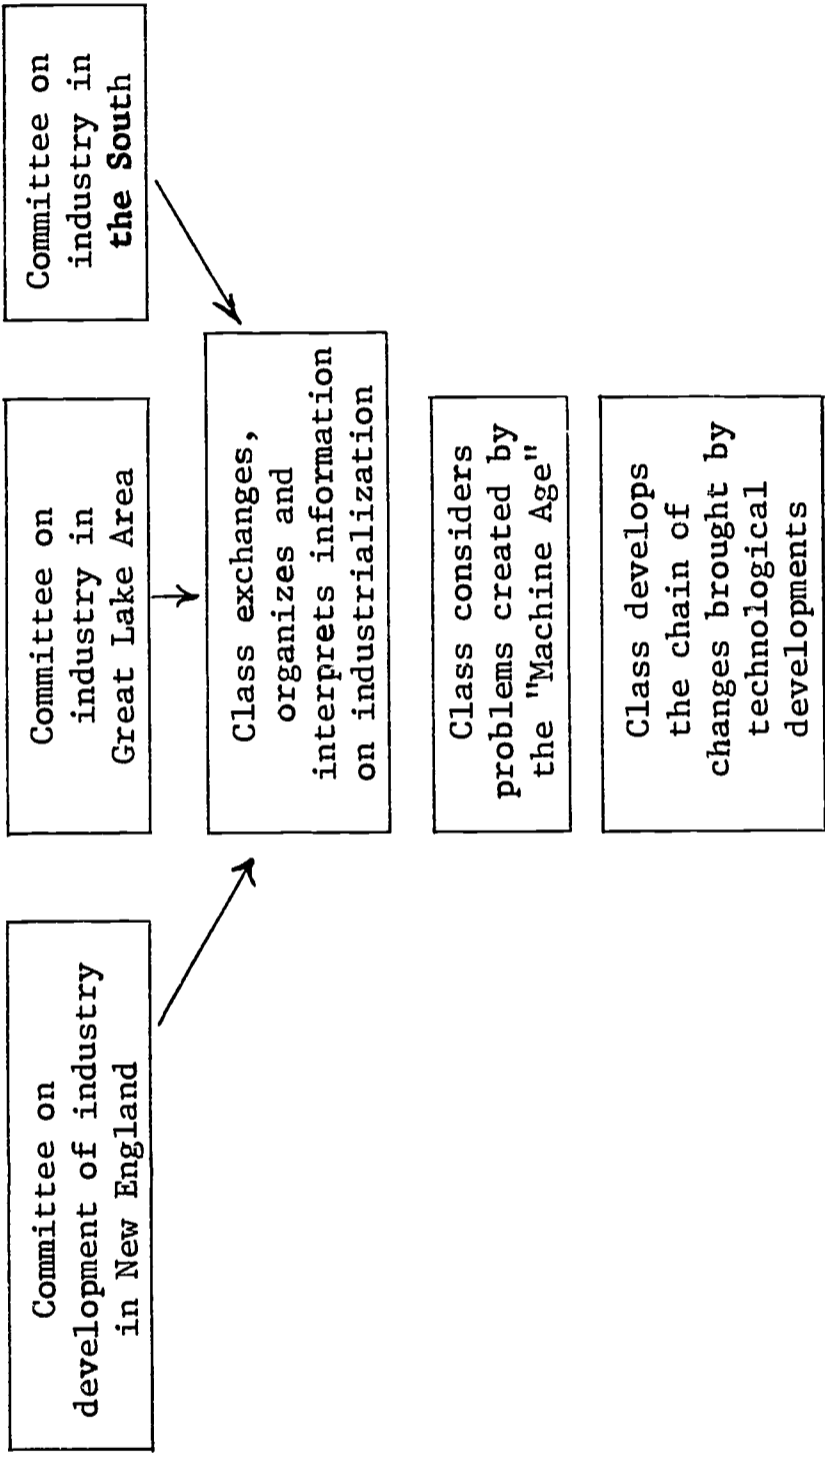 Committee on
development of industry
in New England
Committee on
industry in
Great Lake Area
Committee on
industry in
the South
Class exchanges,
organizes and
interprets information
on industrialization
Class considers
problems created by
the "Machine Age"
Class develops
the chain of
changes brought by
technological
developments